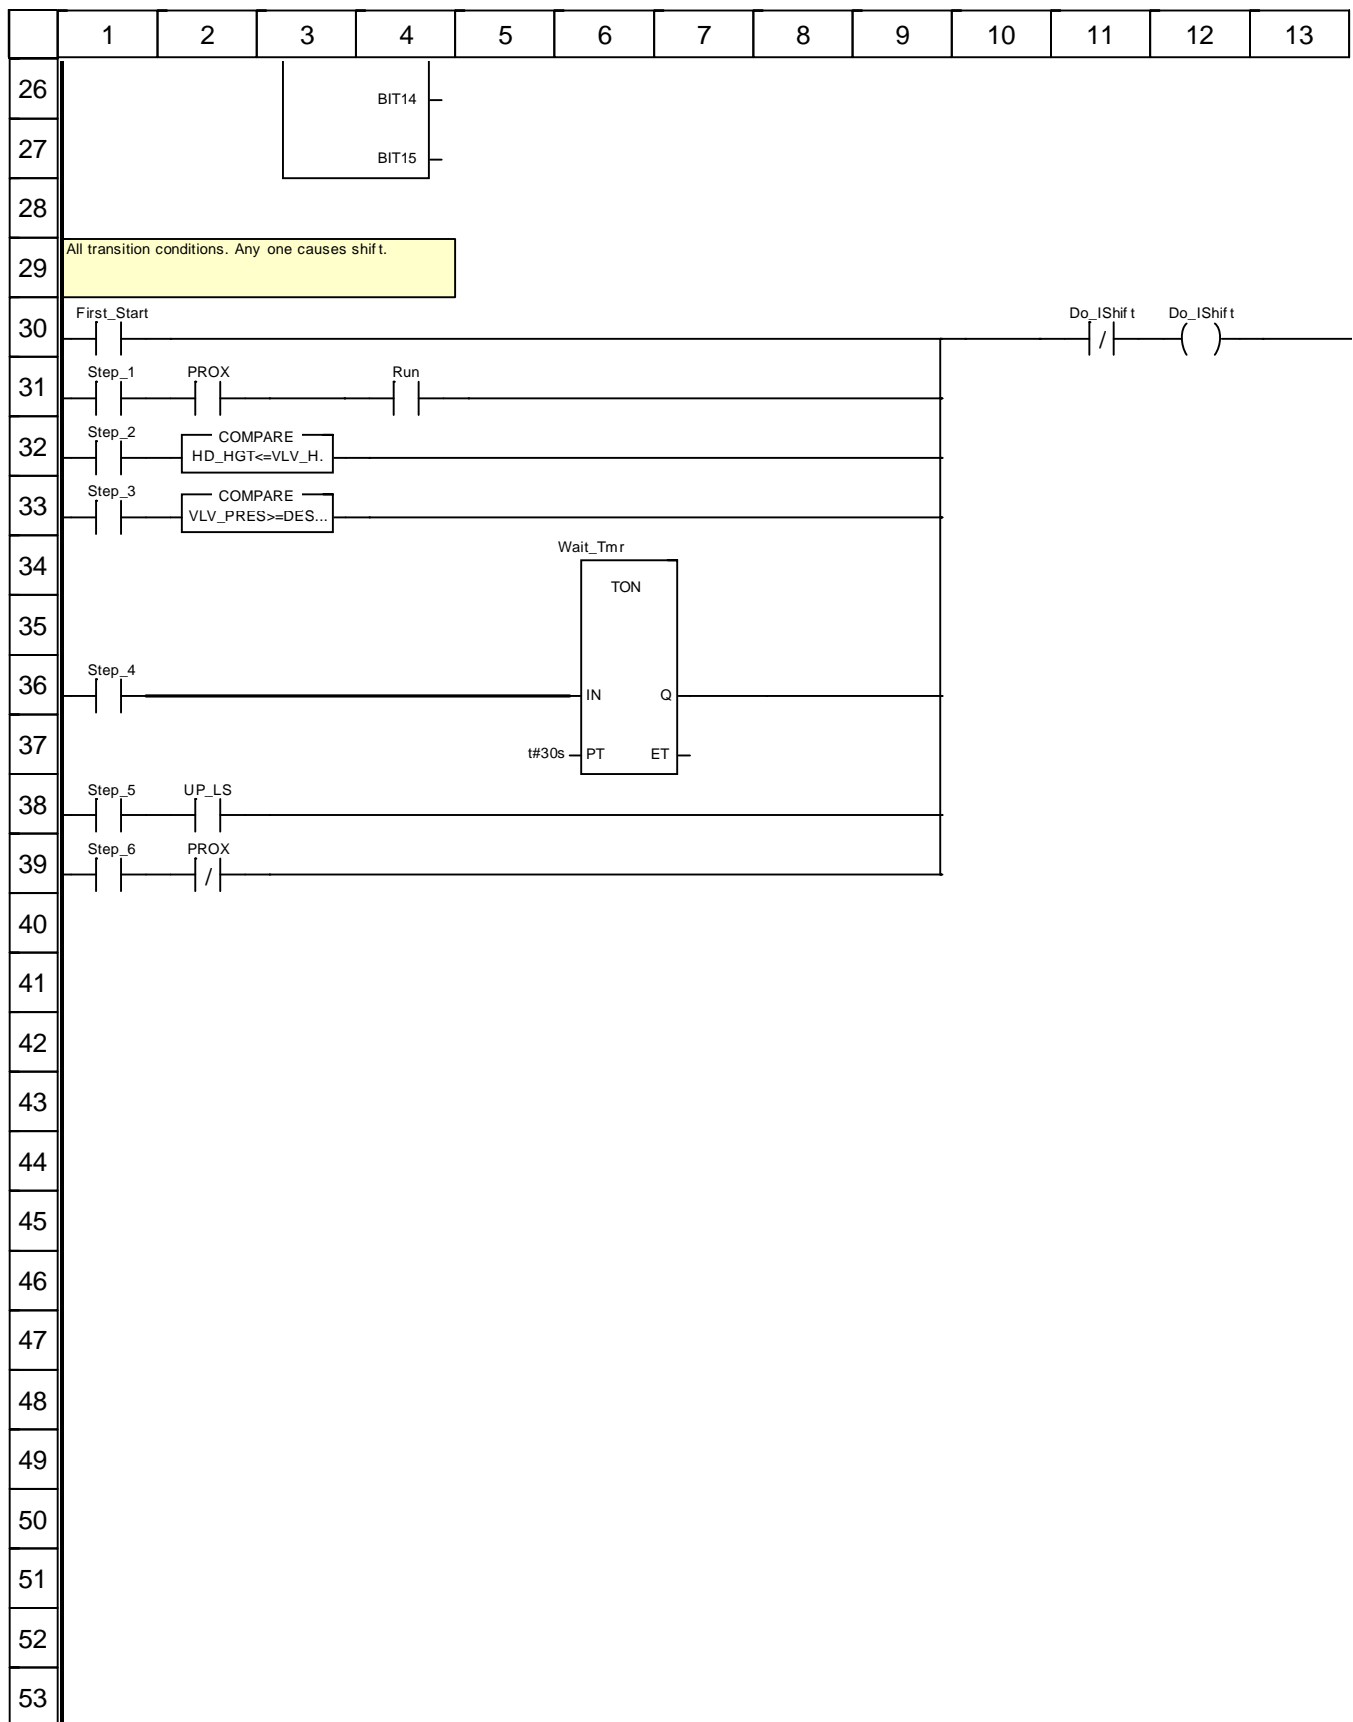 1 2 3 4 5 6 7 8 9 10 11 12 13
26
BIT14
27
BIT15
28
29
All transition conditions. Any one causes shift.
30
First_Start
Do_IShift
/
Do_IShift
31
Step_1
PROX
Run
32
Step_2
COMPARE
HD_HGT<=VLV_H.
33
Step_3
COMPARE
VLV_PRES>=DES...
34
Wait_Tmr
TON
35
36
Step_4
IN Q
37
t#30s PT ET
38
Step_5
UP_LS
39
Step_6
PROX
/
40
41
42
43
44
45
46
47
48
49
50
51
52
53